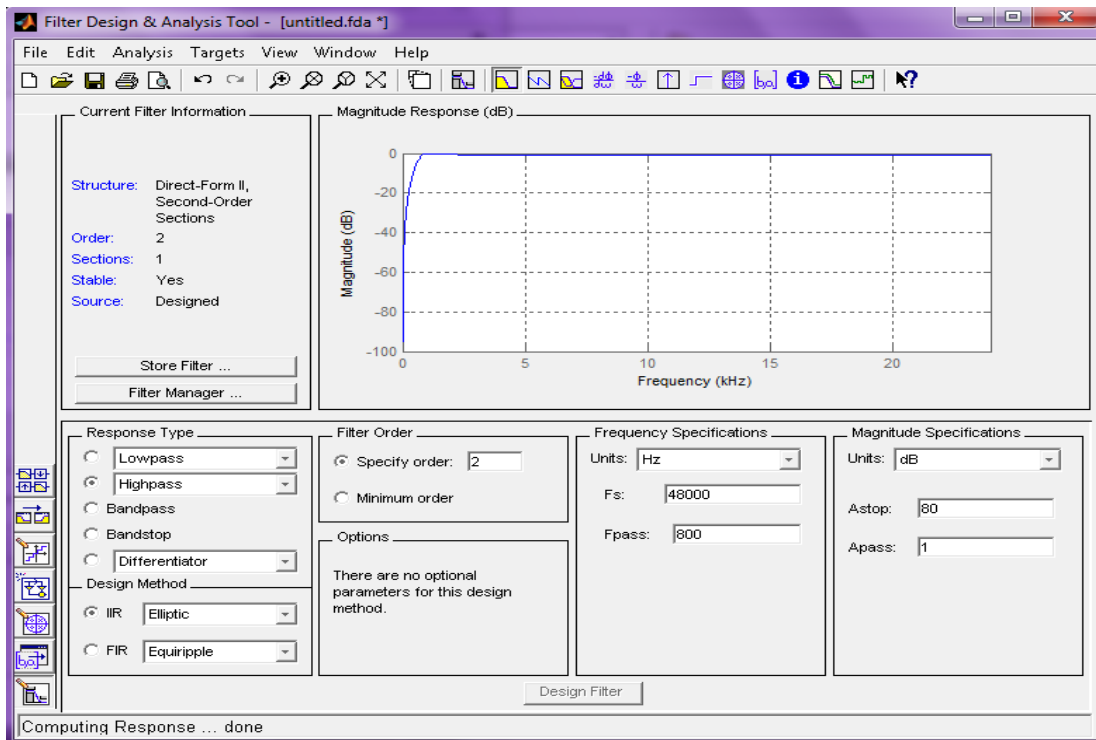 Filter Design & Analysis Tool - [untitled.fda *]
File Edit Analysis Targets View Window Help
Current Filter Information
Structure: Direct-Form II,
Second-Order
Sections
Order: 2
Sections: 1
Stable: Yes
Source: Designed
Store Filter ...
Filter Manager ...
Magnitude Response (dB)
Magnitude (dB)
0
-20
-40
-60
-80
-100
0 5 10 15 20
Frequency (kHz)
Response Type
Lowpass
Highpass
Bandpass
Bandstop
Differentiator
Design Method
IIR Elliptic
FIR Equiripple
Filter Order
Specify order: 2
Minimum order
Options
There are no optional
parameters for this design
method.
Frequency Specifications
Units: Hz
Fs: 48000
Fpass: 800
Magnitude Specifications
Units: dB
Astop: 80
Apass: 1
Design Filter
Computing Response ... done